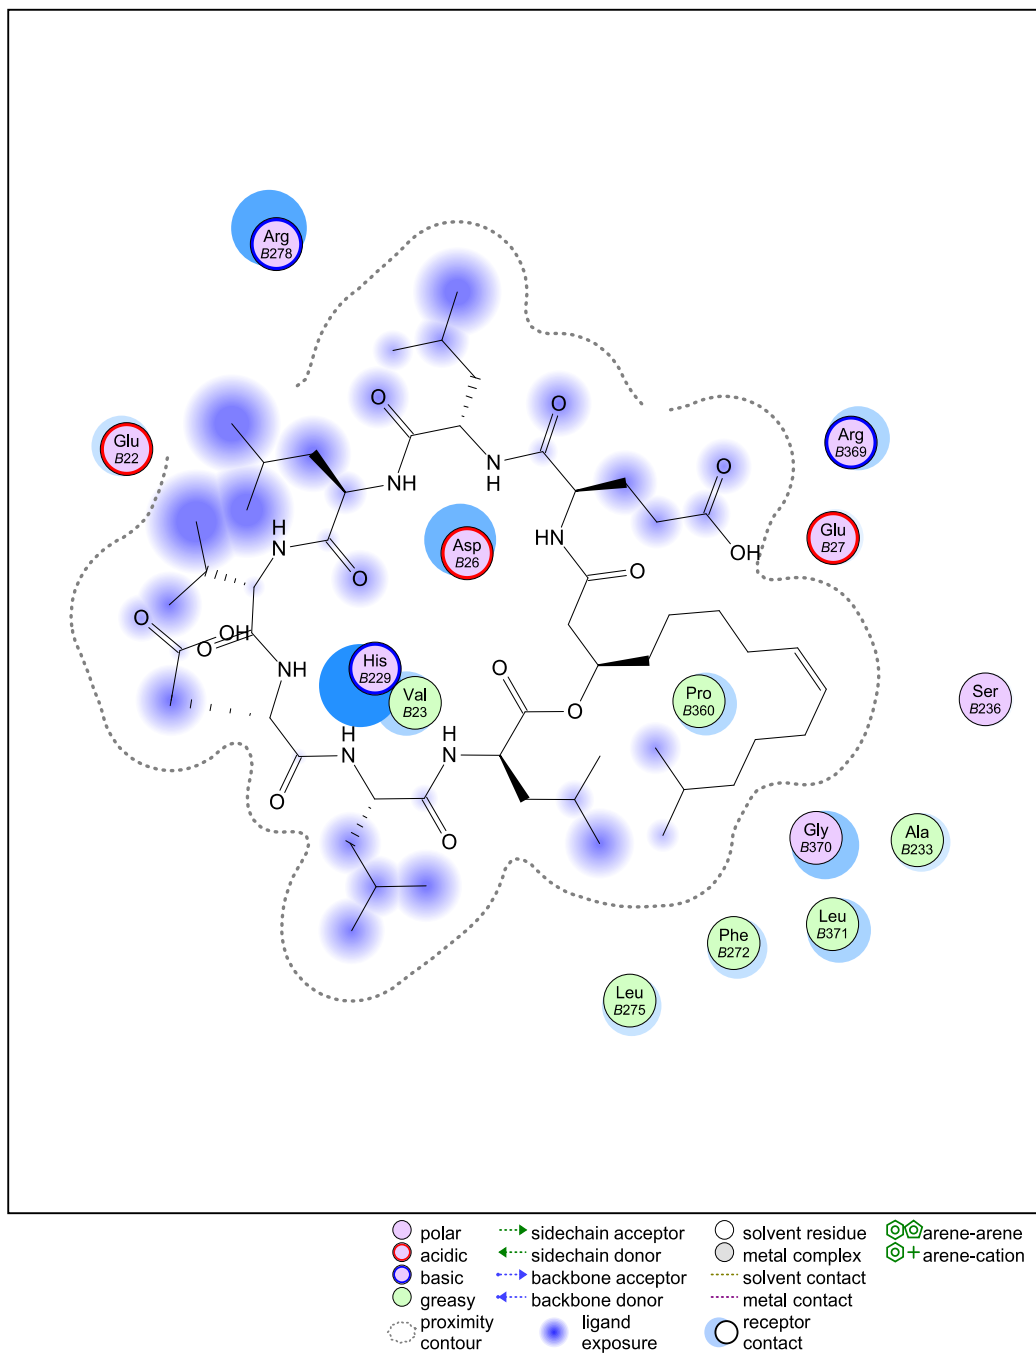 Arg
B278
O
O
Glu
B22
Arg
B369
O
N
H
NH
O
H
N
Asp
B26
HN
Glu
B27
OH
O
O
O
OH
O
NH
His
B229
O
Val
B23
O
Pro
B360
Ser
B236
H
N
H
N
O
O
Gly
B370
Ala
B233
Leu
B371
Phe
B272
Leu
B275
polar
sidechain acceptor
solvent residue
arene-arene
acidic
sidechain donor
metal complex
arene-cation
basic
backbone acceptor
solvent contact
greasy
backbone donor
metal contact
proximity
contour
ligand
exposure
receptor
contact